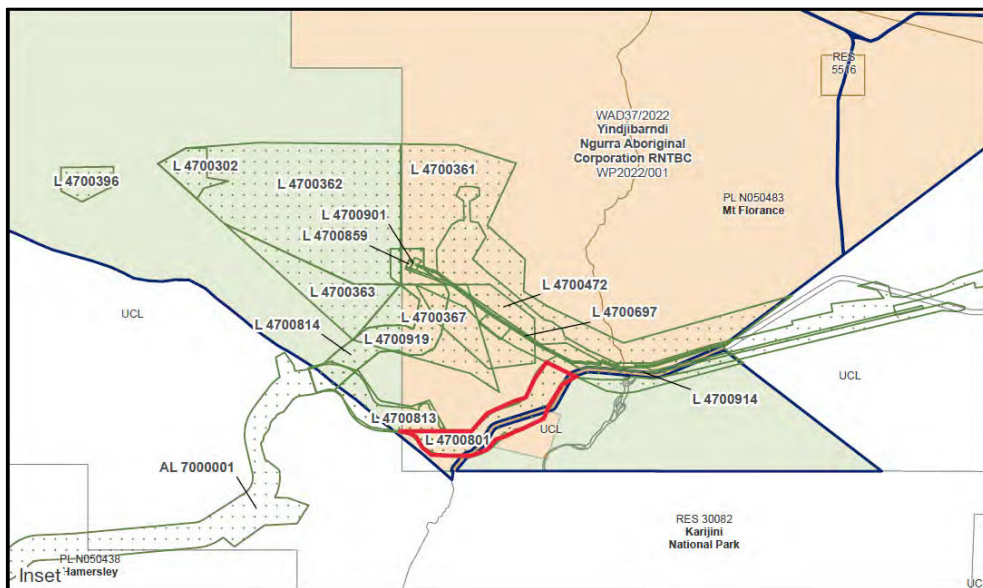 RES
5516
WAD37/2022
Yindjibarndi
Ngurra Aboriginal
Corporation RNTBC
WP2022/001
L 4700302
L 4700361
L 4700396
L 4700362
PL N050483
Mt Florance
L 4700901
L 4700859
L 4700472
L 4700363
L 4700367
L 4700697
UCL
L 4700814
L 4700919
UCL
L 4700914
L 4700813
UCL
L 4700801
AL 7000001
RES 30082
Karijini
National Park
PL N050438
Hamersley
Inset
UC